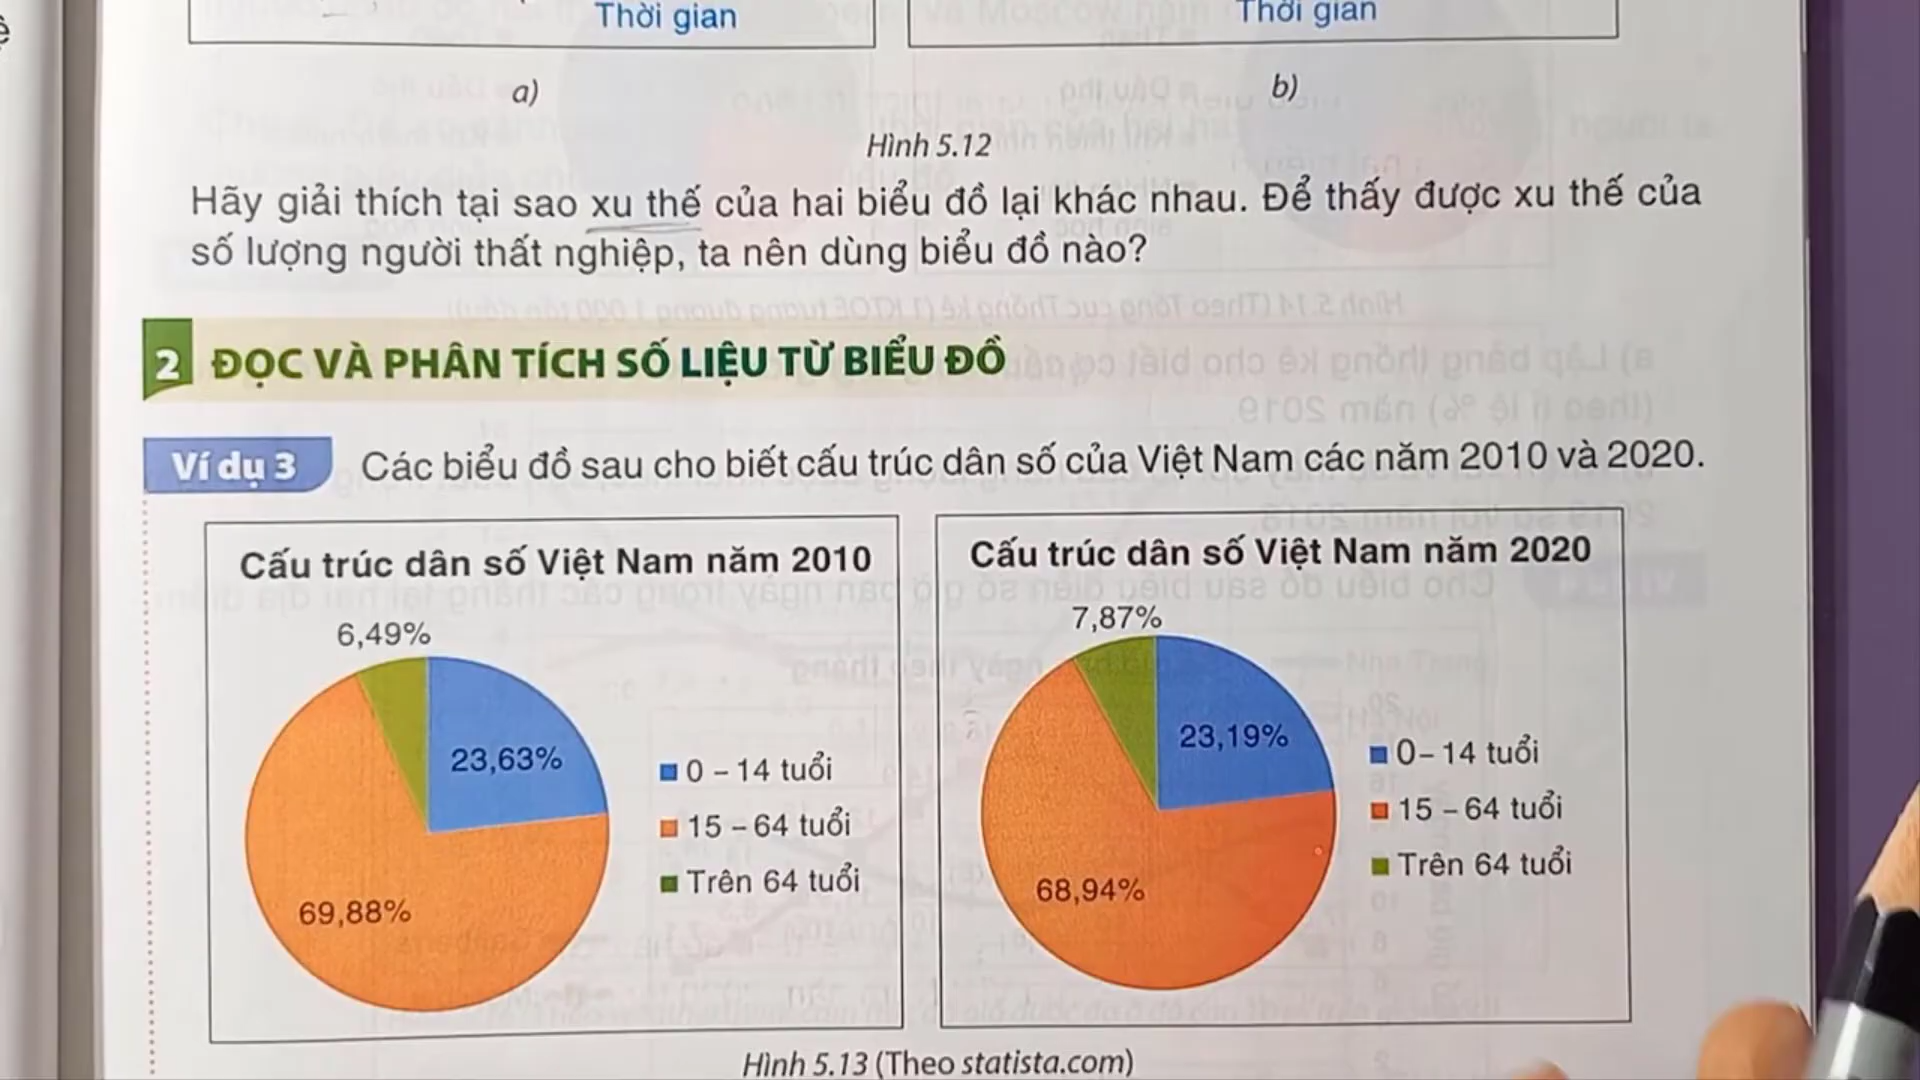 Thời gian
Thời gian
a)
b)
Hình 5.12
Hãy giải thích tại sao xu thế của hai biểu đồ lại khác nhau. Để thấy được xu thế của
số lượng người thất nghiệp, ta nên dùng biểu đồ nào?
2 ĐỌC VÀ PHÂN TÍCH SỐ LIỆU TỪ BIỂU ĐỒ
Ví dụ 3 Các biểu đồ sau cho biết cấu trúc dân số của Việt Nam các năm 2010 và 2020.
Cấu trúc dân số Việt Nam năm 2010
6,49%
23,63%
69,88%
0 – 14 tuổi
15 – 64 tuổi
Trên 64 tuổi
Cấu trúc dân số Việt Nam năm 2020
7,87%
23,19%
68,94%
0– 14 tuổi
15 – 64 tuổi
Trên 64 tuổi
Hình 5.13 (Theo statista.com)